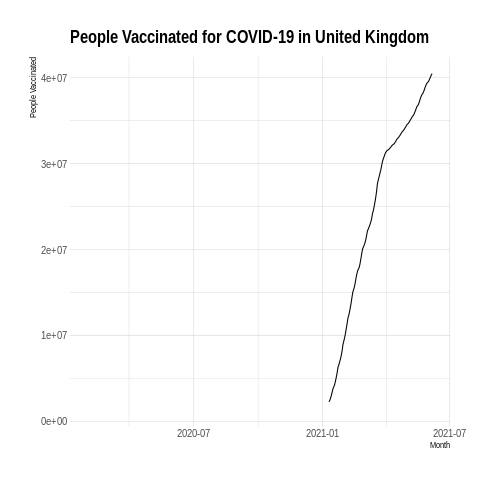 People Vaccinated for COVID-19 in United Kingdom
People Vaccinated
4e+07
3e+07
2e+07
1e+07
0e+00
2020-07
2021-01
2021-07
Month